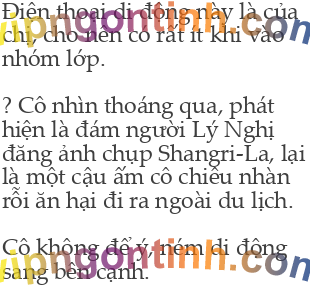 Điện thoại di động này là của
chị, cho nên có rất ít khi vào
nhóm lớp.
? Cô nhìn thoáng qua, phát
hiện là đám người Lý Nghị
đăng ảnh chụp Shangri-La, lại
là một cậu ấm cô chiêu nhàn
rỗi ăn hại đi ra ngoài du lịch.
Cô không để ý, ném di động
sang bên cạnh.
vipngontinh.com
vipngontinh.com